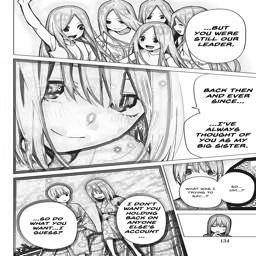 ...BUT
YOU WERE
STILL OUR
LEADER.
BACK THEN
AND EVER
SINCE...
...I'VE
ALWAYS
THOUGHT OF
YOU AS MY
BIG SISTER.
SO...
UM...?
WHAT WAS I
TRYING TO
SAY...?
I DON'T
WANT YOU
HOLDING
BACK ON
ANYONE
ELSE'S
ACCOUNT
...
...SO DO
WHAT YOU
WANT...I
GUESS?
134